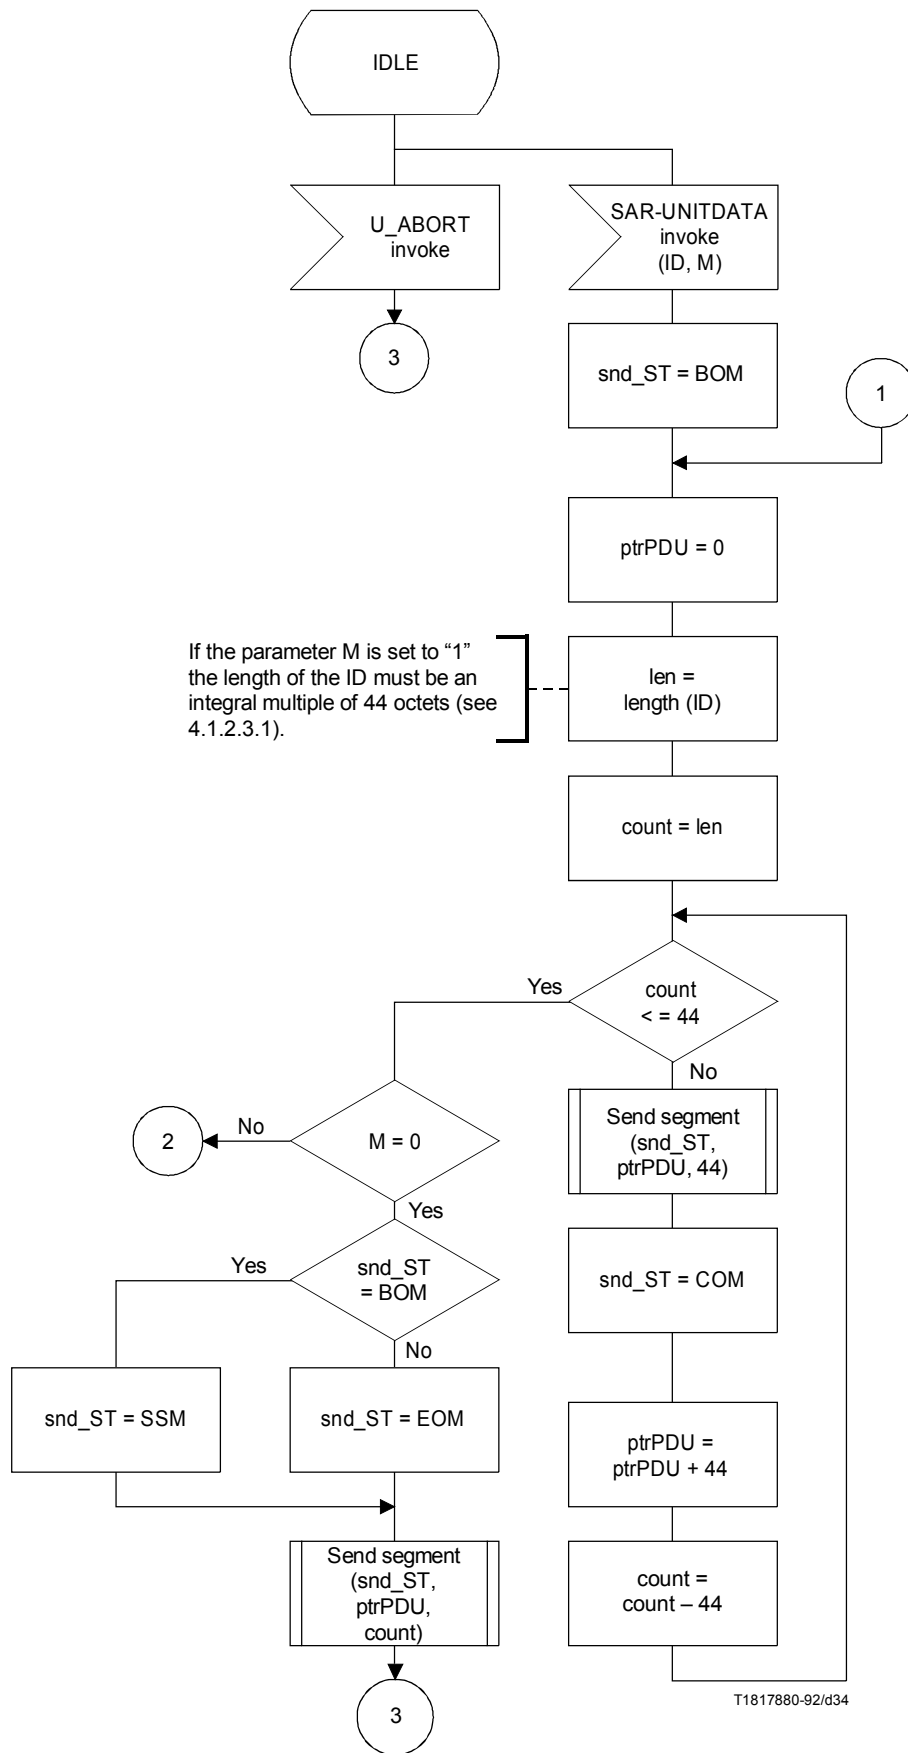 IDLE
U_ABORT
invoke
SAR-UNITDATA
invoke
(ID, M)
3
snd_ST = BOM
1
ptrPDU = 0
If the parameter M is set to “1”
the length of the ID must be an
integral multiple of 44 octets (see
4.1.2.3.1).
len =
length (ID)
count = len
count
< = 44
Yes
No
M = 0
No
2
Yes
Send segment
(snd_ST,
ptrPDU, 44)
snd_ST
= BOM
Yes
No
snd_ST = COM
snd_ST = SSM
snd_ST = EOM
ptrPDU =
ptrPDU + 44
Send segment
(snd_ST,
ptrPDU,
count)
count =
count – 44
3
T1817880-92/d34